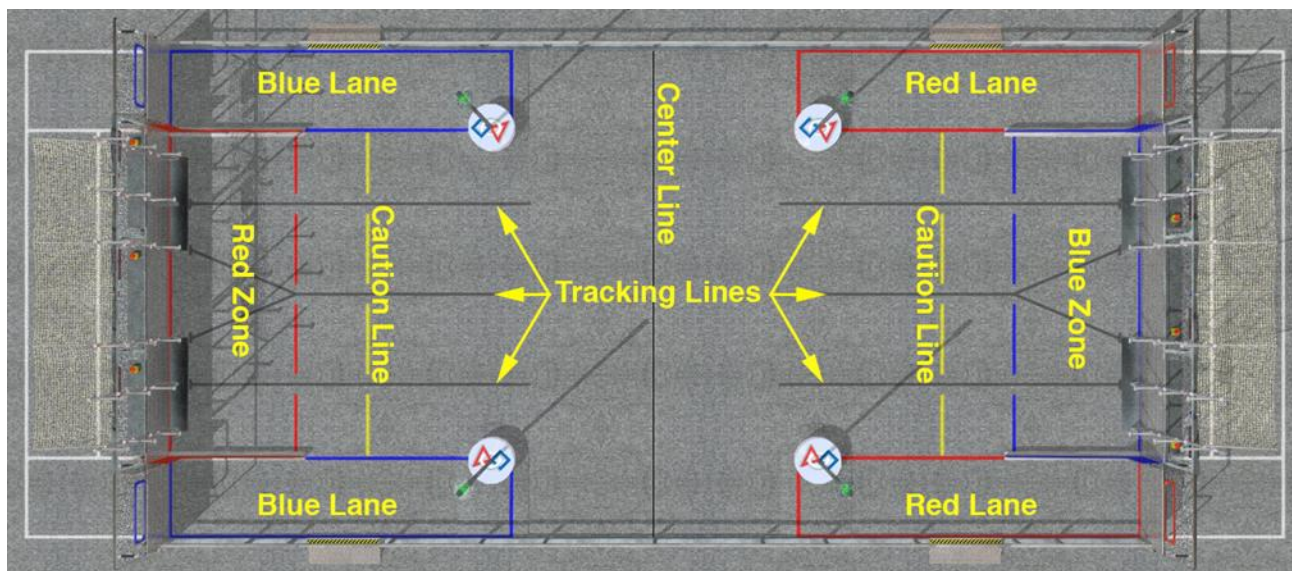 Blue Lane
Red Lane
Center Line
Red Zone
Caution Line
Tracking Lines
Caution Line
Blue Zone
Blue Lane
Red Lane